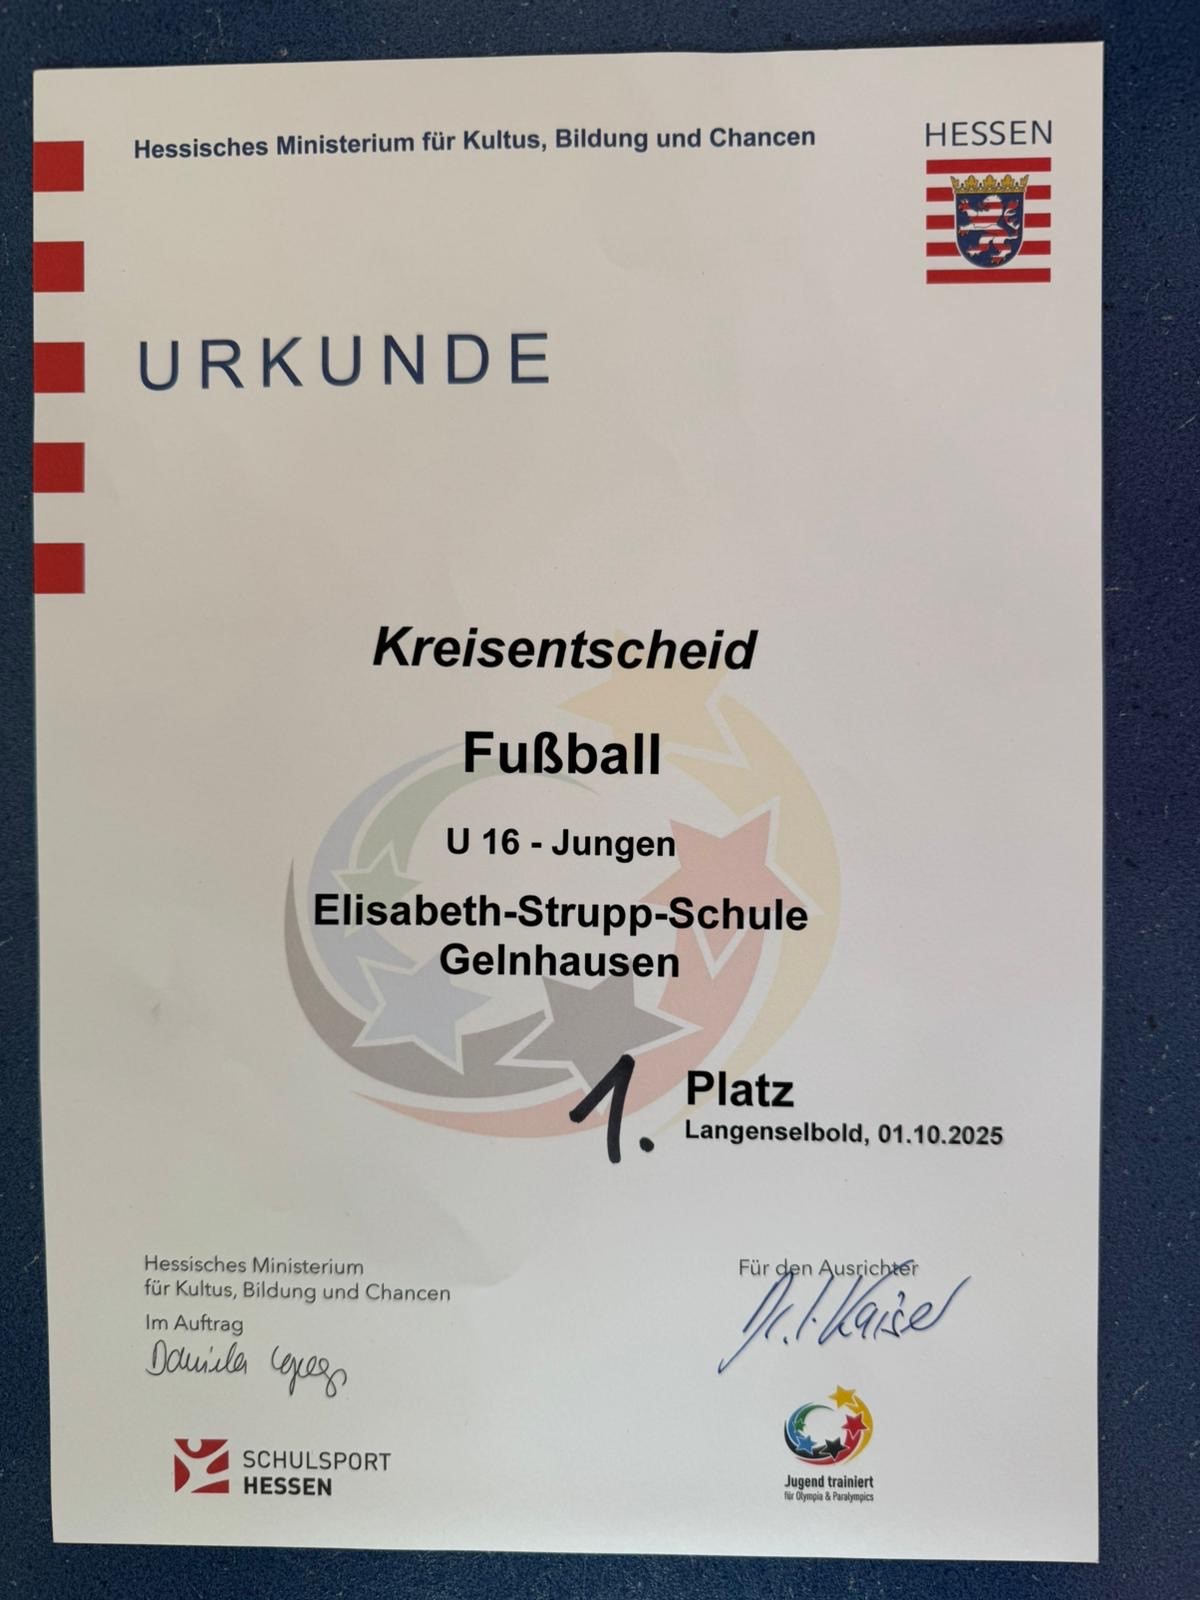 Hessisches Ministerium für Kultus, Bildung und Chancen
HESSEN
URKUNDE
Kreisentscheid
Fußball
U 16 - Jungen
Elisabeth-Strupp-Schule
Gelnhausen
1. Platz
Langenselbold, 01.10.2025
Hessisches Ministerium
für Kultus, Bildung und Chancen
Im Auftrag
Daniela
Für den Ausrichter
Kaiser
SCHULSPORT
HESSEN
Jugend trainiert
für Olympia & Paralympics